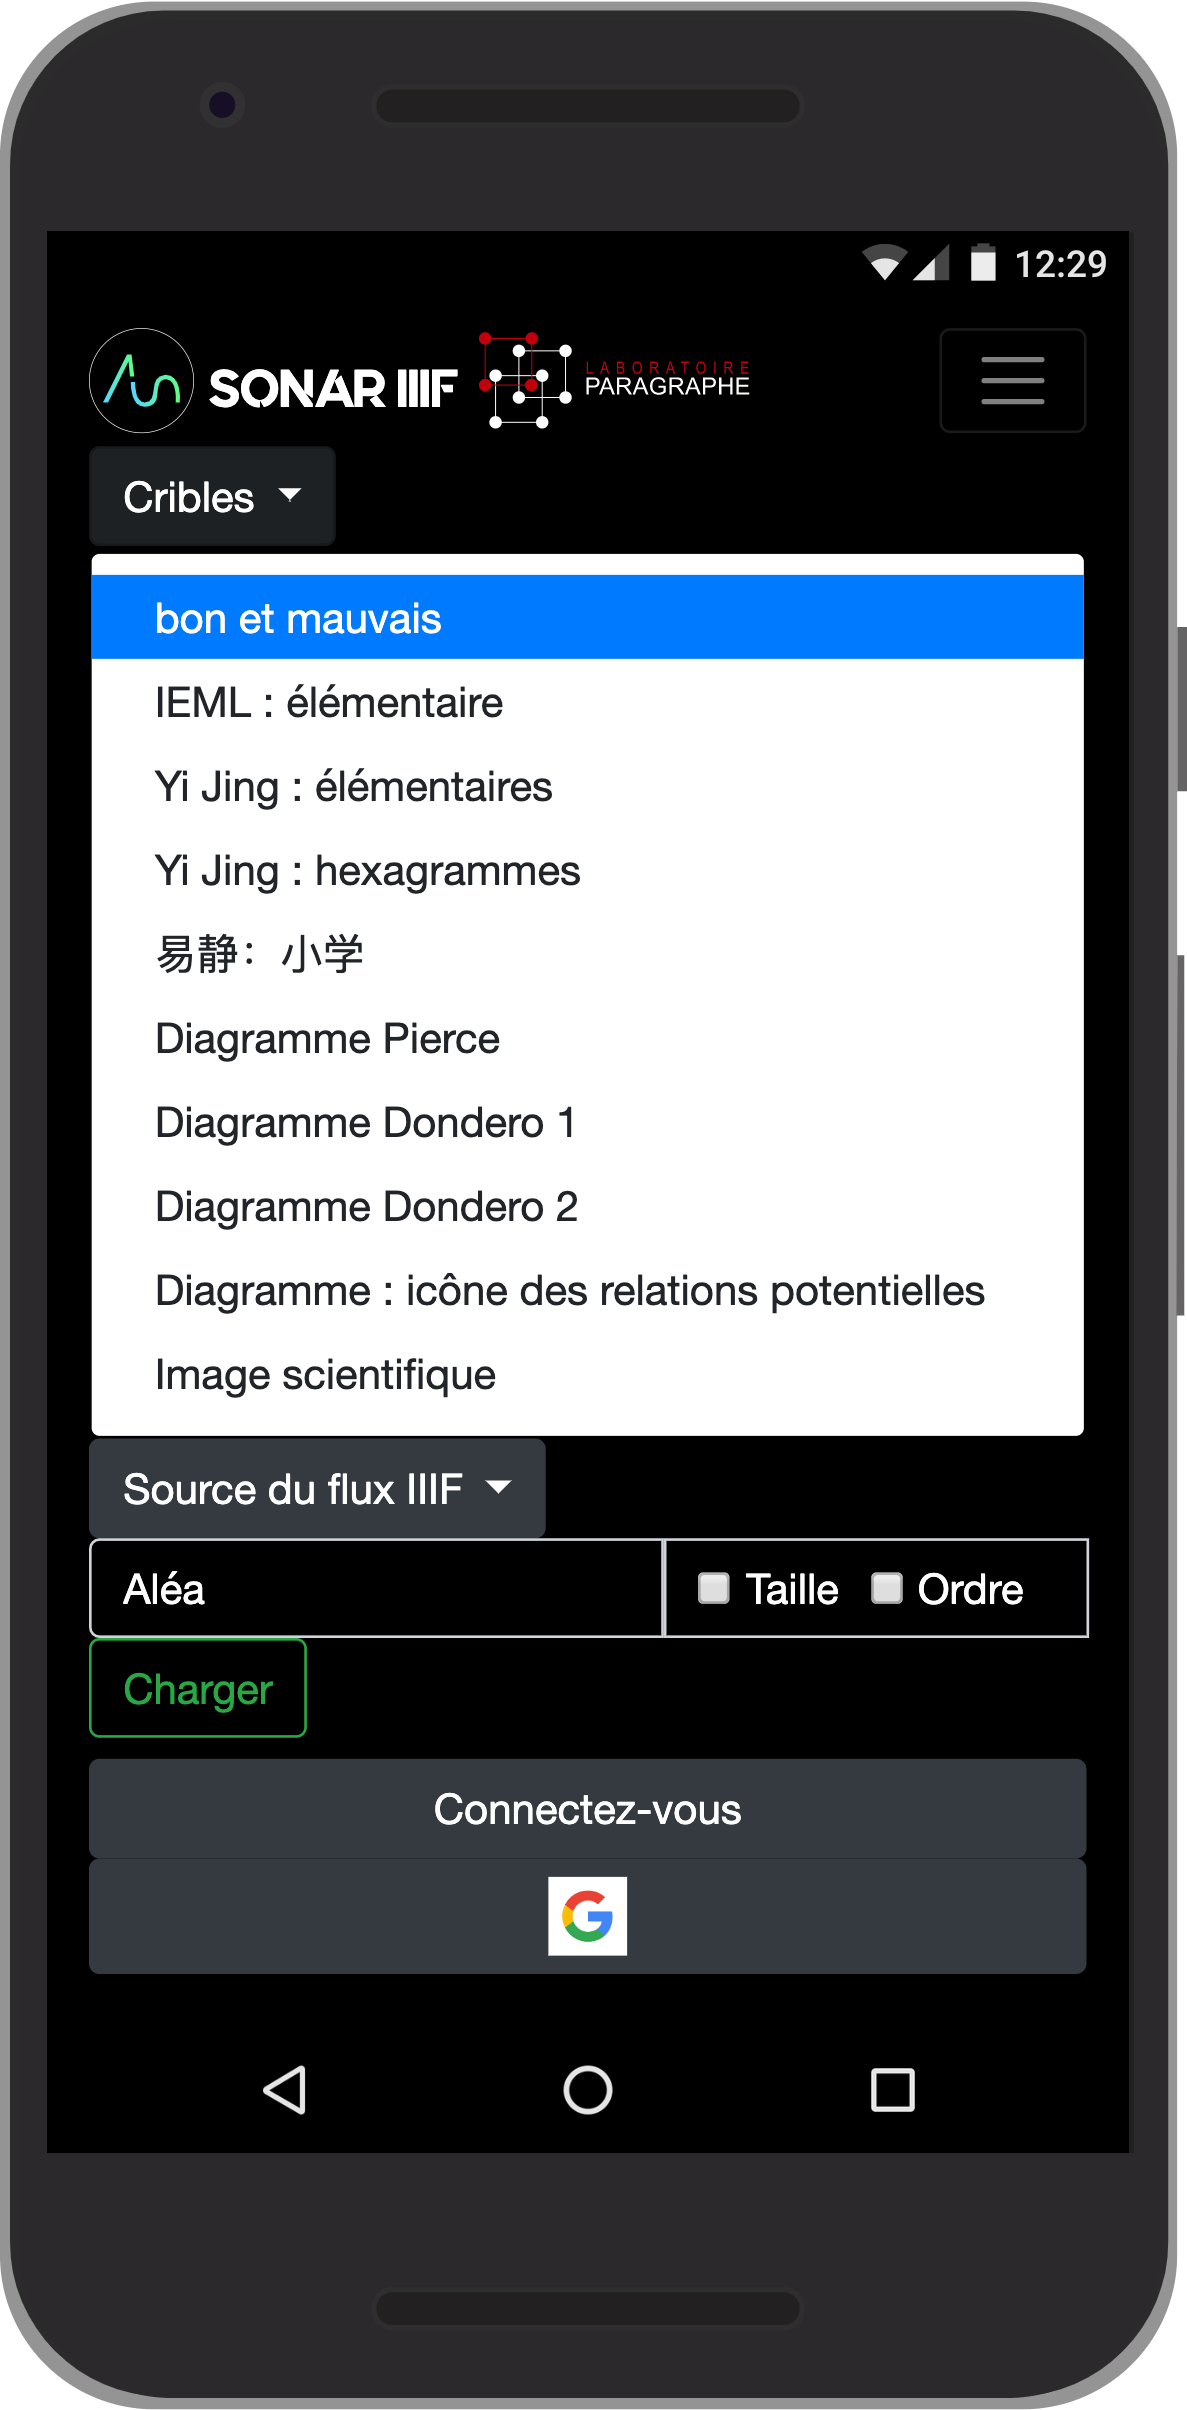 12:29
SONAR IIIF
LABORATOIRE
PARAGRAPHE
Cribles
bon et mauvais
IEML : élémentaire
Yi Jing : élémentaires
Yi Jing : hexagrammes
易静：小学
Diagramme Pierce
Diagramme Dondero 1
Diagramme Dondero 2
Diagramme : icône des relations potentielles
Image scientifique
Source du flux IIIF
Aléa Taille Ordre
Charger
Connectez-vous
G